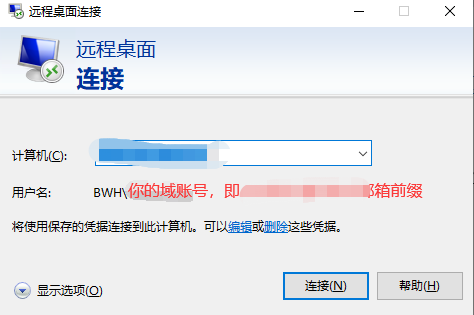 远程桌面连接
远程桌面
连接
计算机(C):
用户名: BWH\你的域账号，即 邮箱前缀
将使用保存的凭据连接到此计算机。可以编辑或删除这些凭据。
显示选项(O) 连接(N) 帮助(H)